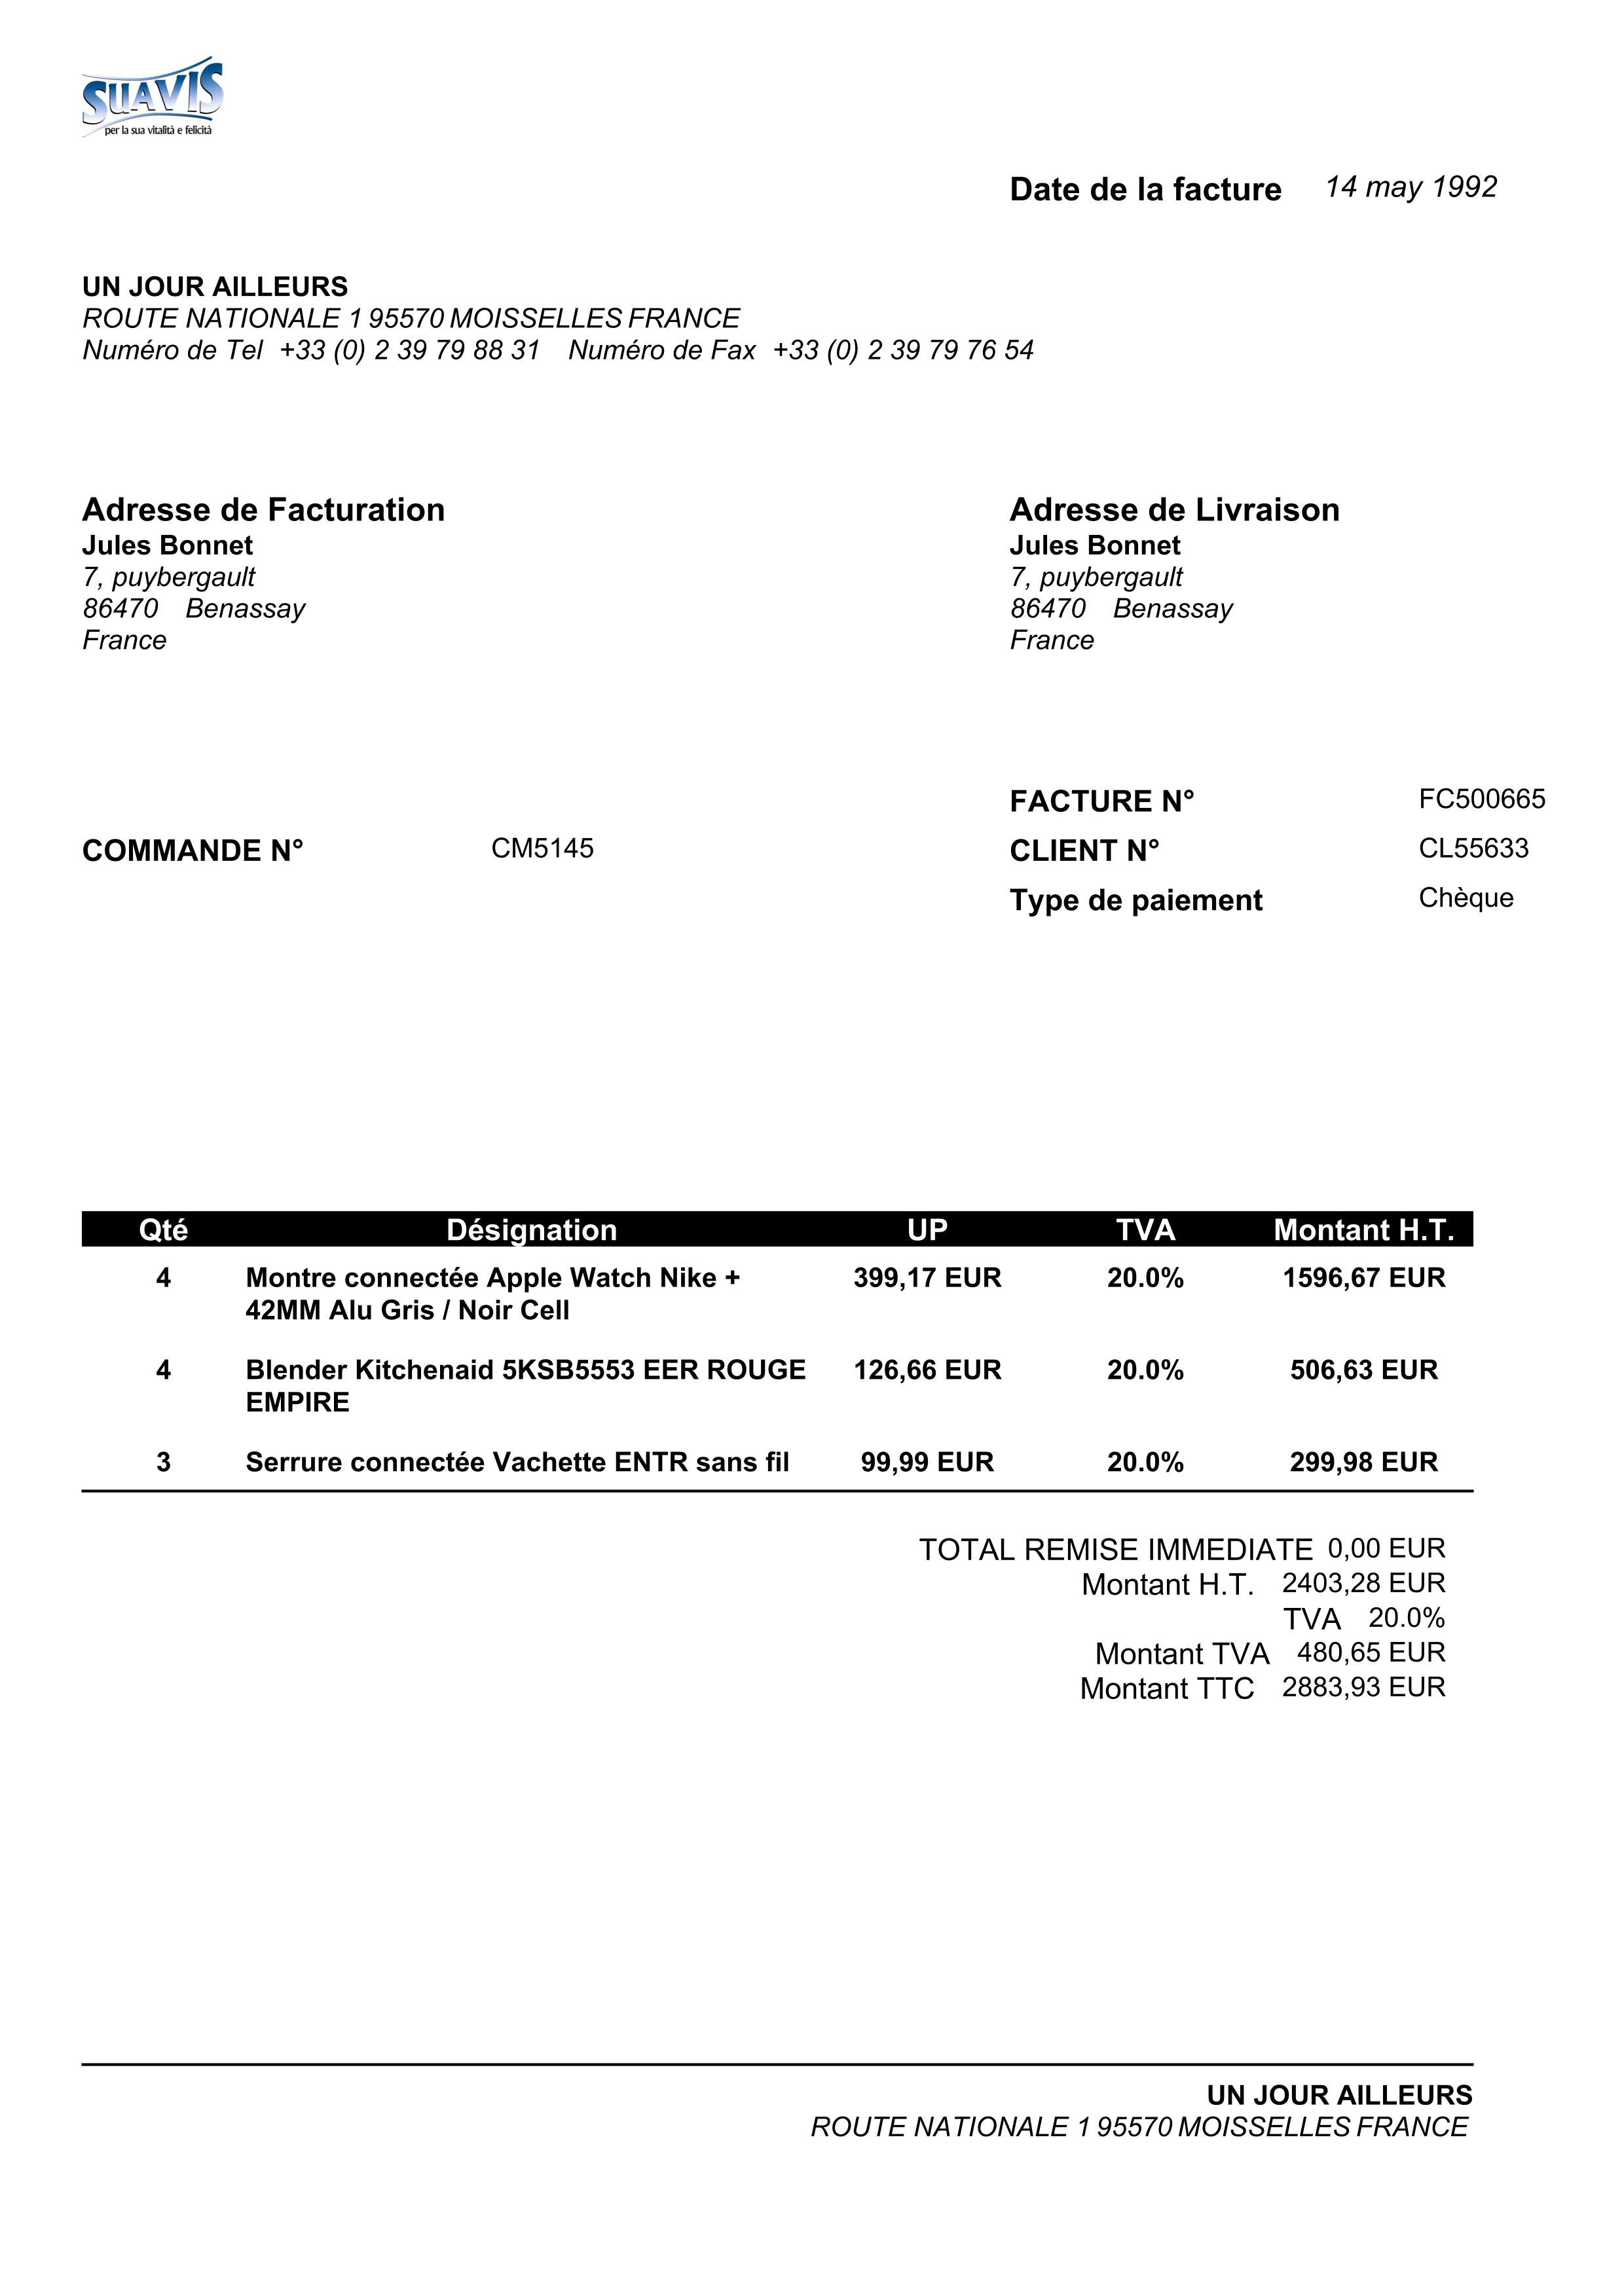 SUAVIS
per la sua vitalità e felicità
Date de la facture 14 may 1992
UN JOUR AILLEURS
ROUTE NATIONALE 1 95570 MOISSELLES FRANCE
Numéro de Tel +33 (0) 2 39 79 88 31 Numéro de Fax +33 (0) 2 39 79 76 54
Adresse de Facturation
Jules Bonnet
7, puybergault
86470 Benassay
France
Adresse de Livraison
Jules Bonnet
7, puybergault
86470 Benassay
France
FACTURE N° FC500665
COMMANDE N° CM5145 CLIENT N° CL55633
Type de paiement Chèque
Qté Désignation UP TVA Montant H.T.
4 Montre connectée Apple Watch Nike + 399,17 EUR 20.0% 1596,67 EUR
42MM Alu Gris / Noir Cell
4 Blender Kitchenaid 5KSB5553 EER ROUGE 126,66 EUR 20.0% 506,63 EUR
EMPIRE
3 Serrure connectée Vachette ENTR sans fil 99,99 EUR 20.0% 299,98 EUR
TOTAL REMISE IMMEDIATE 0,00 EUR
Montant H.T. 2403,28 EUR
TVA 20.0%
Montant TVA 480,65 EUR
Montant TTC 2883,93 EUR
UN JOUR AILLEURS
ROUTE NATIONALE 1 95570 MOISSELLES FRANCE